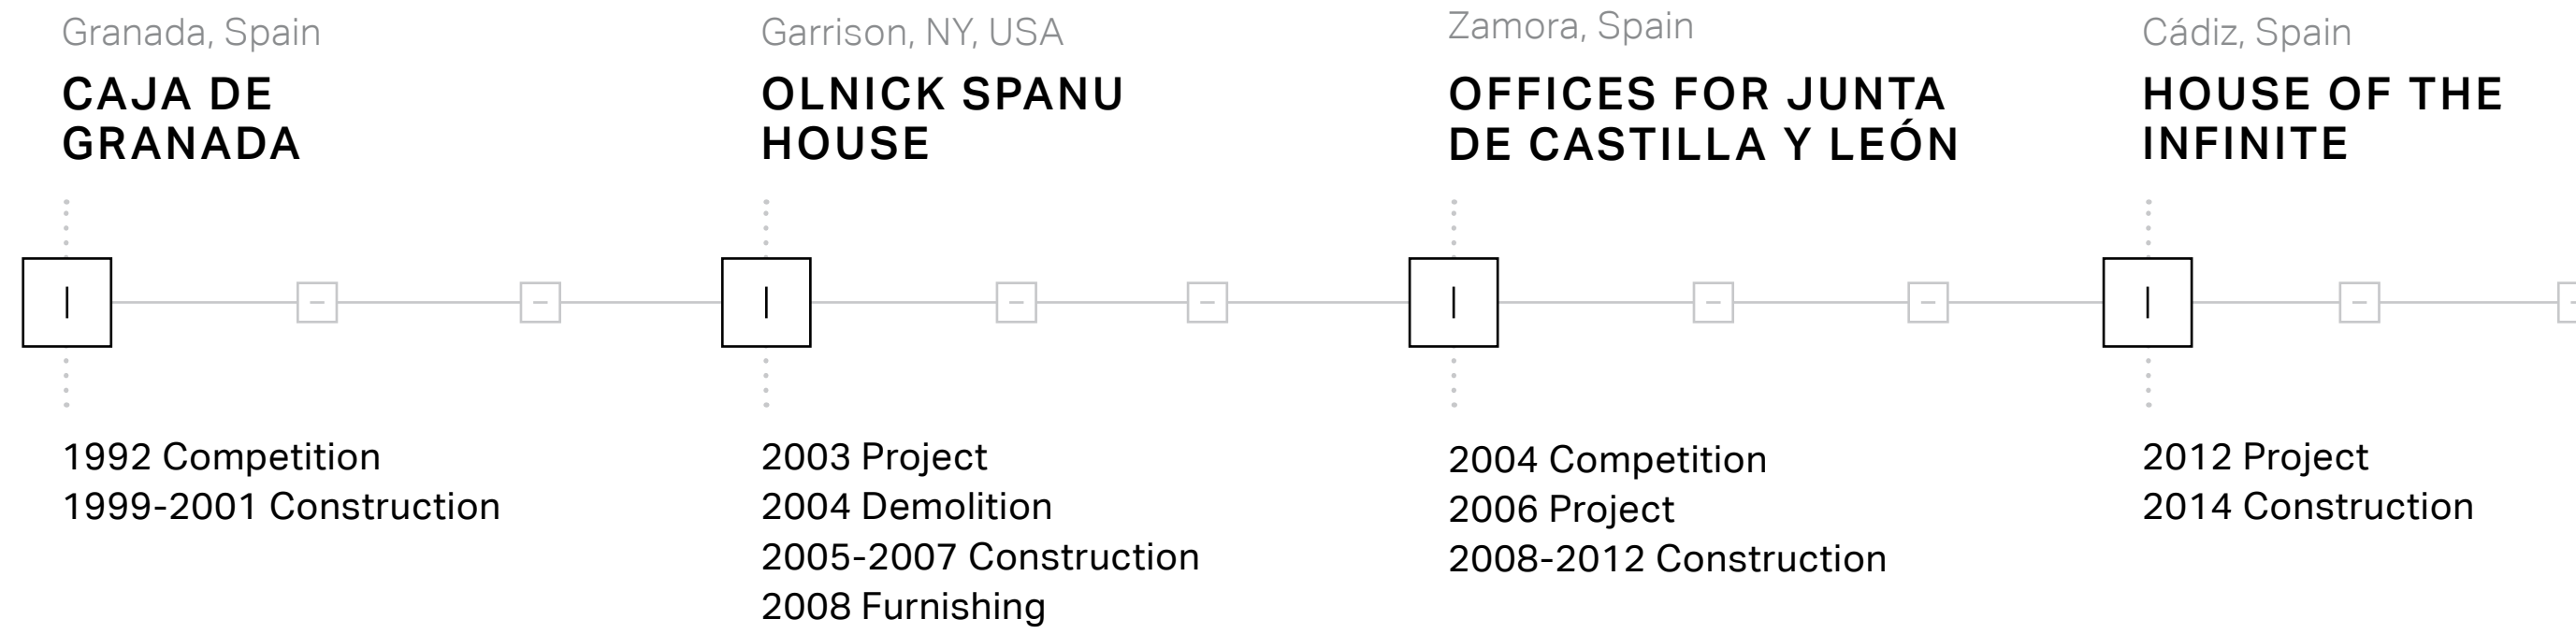 Granada, Spain
CAJA DE
GRANADA
1992 Competition
1999-2001 Construction
Garrison, NY, USA
OLNICK SPANU
HOUSE
2003 Project
2004 Demolition
2005-2007 Construction
2008 Furnishing
Zamora, Spain
OFFICES FOR JUNTA
DE CASTILLA Y LEÓN
2004 Competition
2006 Project
2008-2012 Construction
Cádiz, Spain
HOUSE OF THE
INFINITE
2012 Project
2014 Construction